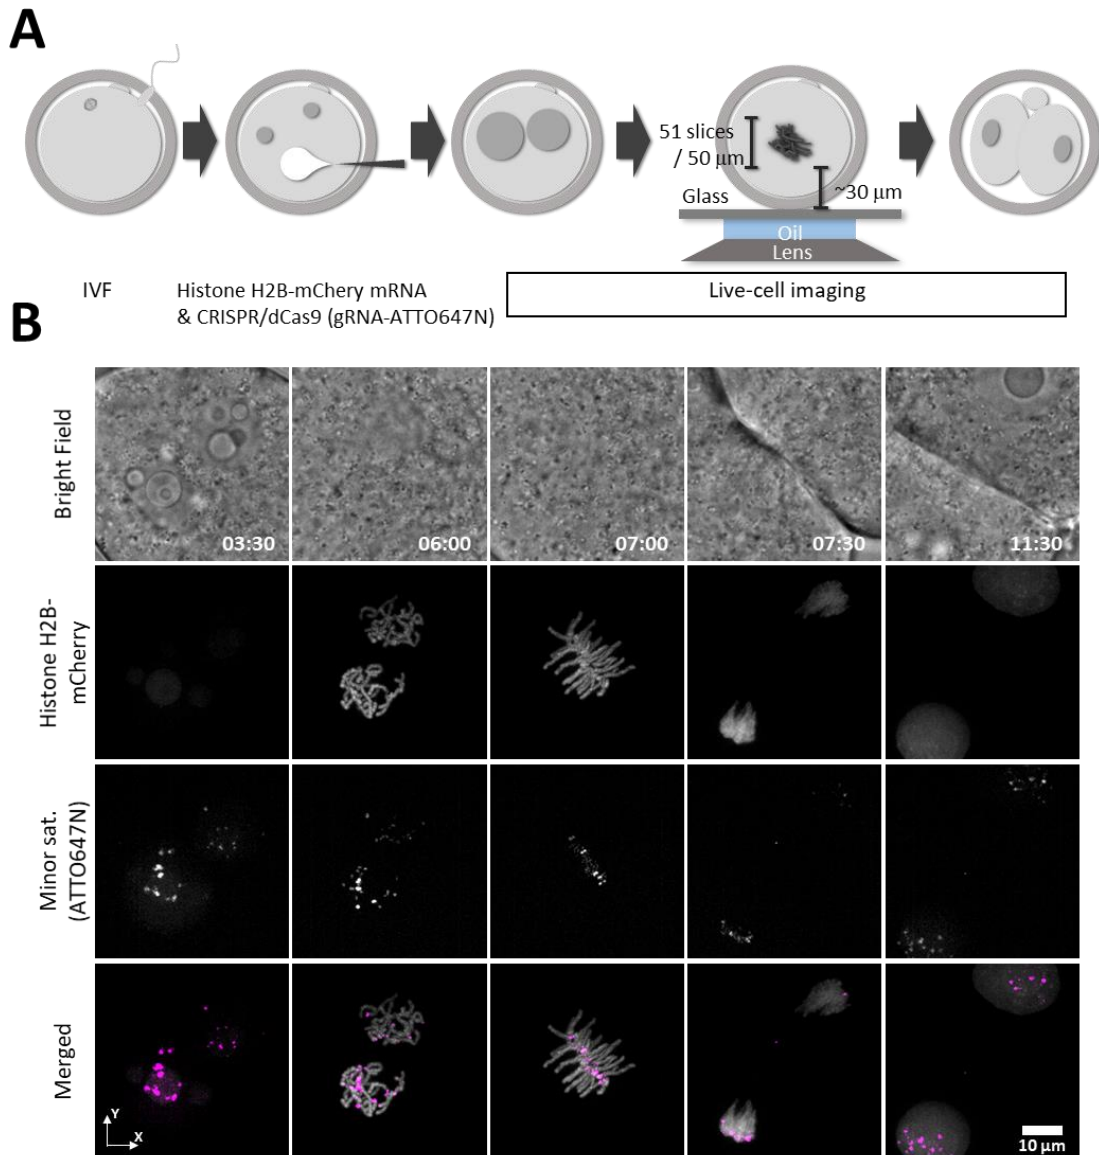 A
51 slices
/ 50 µm
~30 µm
Glass
Oil
Lens
IVF
Histone H2B-mChery mRNA
& CRISPR/dCas9 (gRNA-ATTO647N)
Live-cell imaging
B
Bright Field
03:30
06:00
07:00
07:30
11:30
Histone H2B-
mCherry
Minor sat.
(ATTO647N)
Merged
Y
X
10 µm